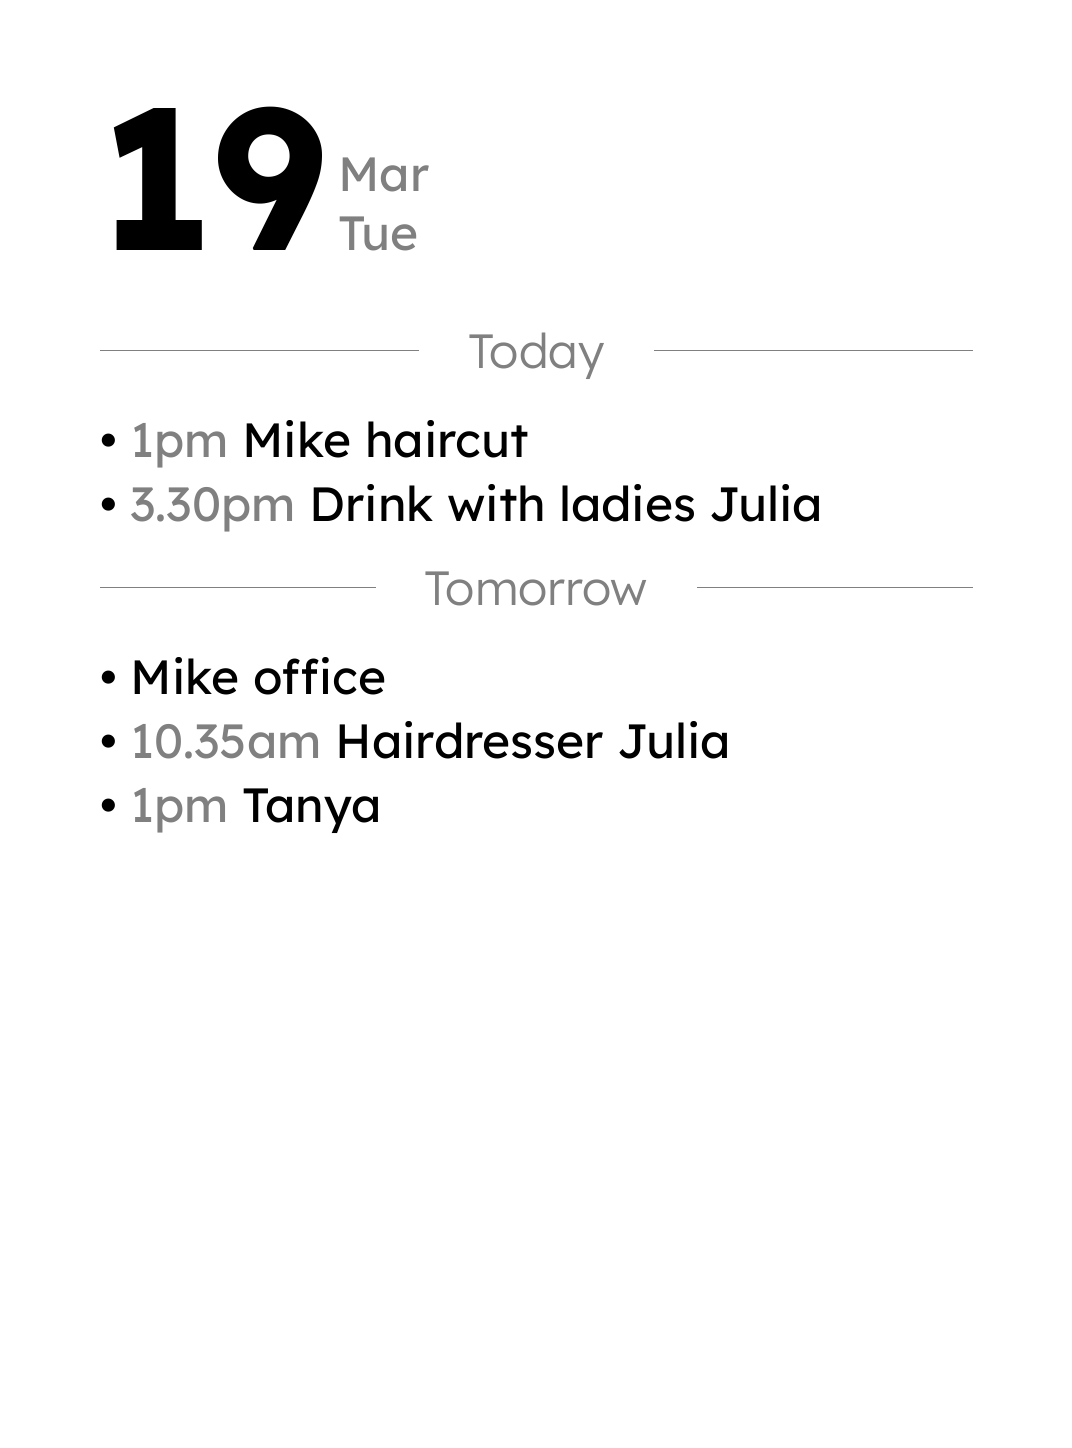 19
Mar
Tue
Today
• 1pm Mike haircut
• 3.30pm Drink with ladies Julia
Tomorrow
• Mike office
• 10.35am Hairdresser Julia
• 1pm Tanya